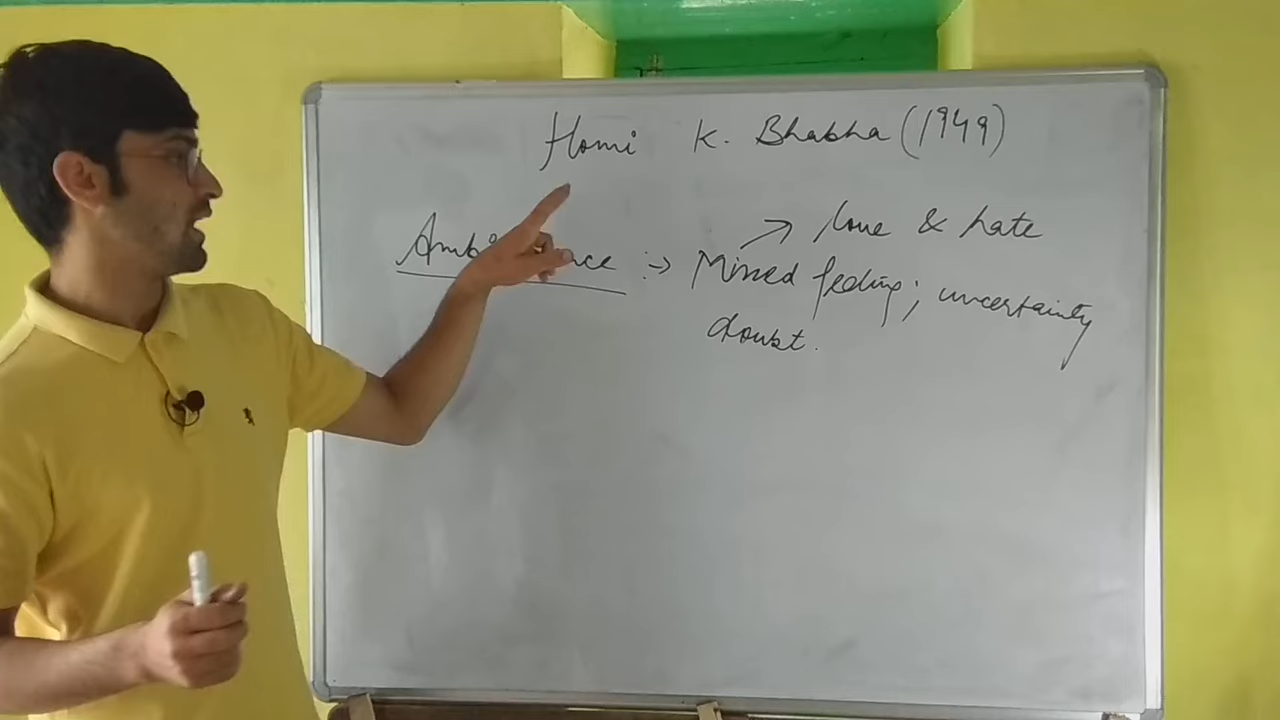 Homi K. Bhabha (1949)
→ love & hate
:→ Mixed feeling; uncertainty
doubt.